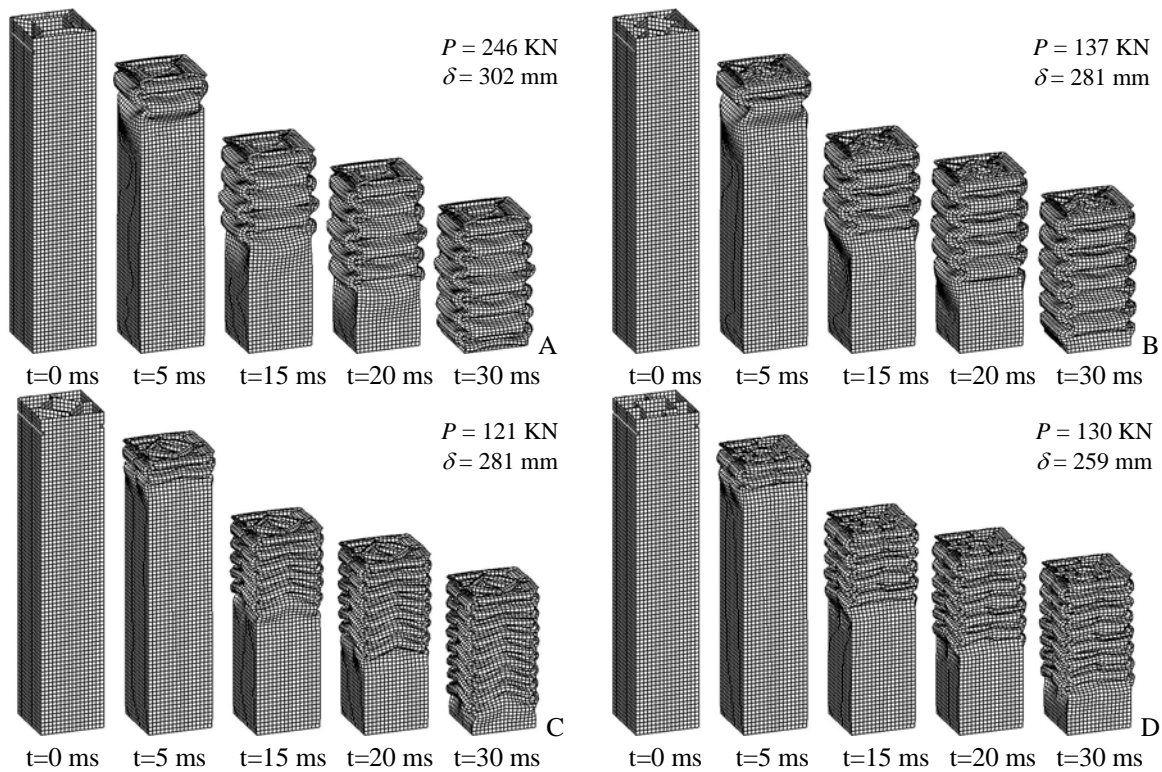 P = 246 KN
δ = 302 mm
A
t=0 ms t=5 ms t=15 ms t=20 ms t=30 ms
P = 137 KN
δ = 281 mm
B
t=0 ms t=5 ms t=15 ms t=20 ms t=30 ms
P = 121 KN
δ = 281 mm
C
t=0 ms t=5 ms t=15 ms t=20 ms t=30 ms
P = 130 KN
δ = 259 mm
D
t=0 ms t=5 ms t=15 ms t=20 ms t=30 ms